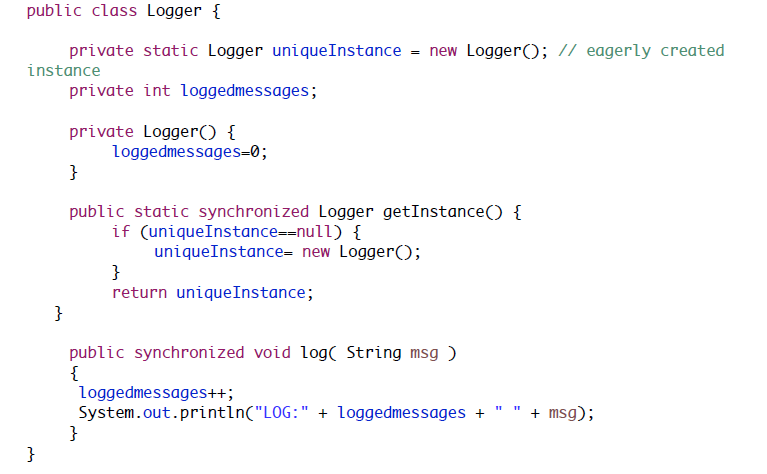 public class Logger {
private static Logger uniqueInstance = new Logger(); // eagerly created
instance
private int loggedmessages;
private Logger() {
loggedmessages=0;
}
public static synchronized Logger getInstance() {
if (uniqueInstance==null) {
uniqueInstance= new Logger();
}
return uniqueInstance;
}
public synchronized void log( String msg )
{
loggedmessages++;
System.out.println("LOG:" + loggedmessages + " " + msg);
}
}